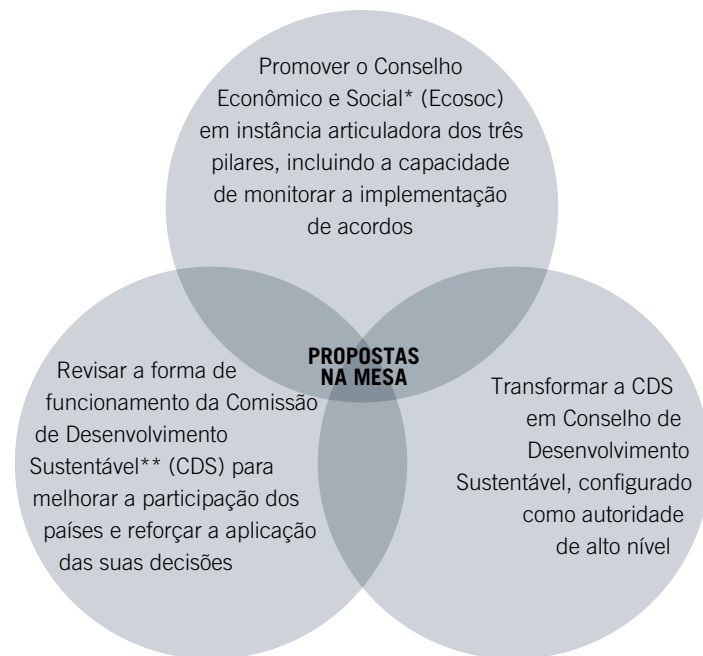 Promover o Conselho
Econômico e Social* (Ecosoc)
em instância articuladora dos três
pilares, incluindo a capacidade
de monitorar a implementação
de acordos
PROPOSTAS
NA MESA
Revisar a forma de
funcionamento da Comissão
de Desenvolvimento
Sustentável** (CDS) para
melhorar a participação dos
países e reforçar a aplicação
das suas decisões
Transformar a CDS
em Conselho de
Desenvolvimento
Sustentável, configurado
como autoridade
de alto nível